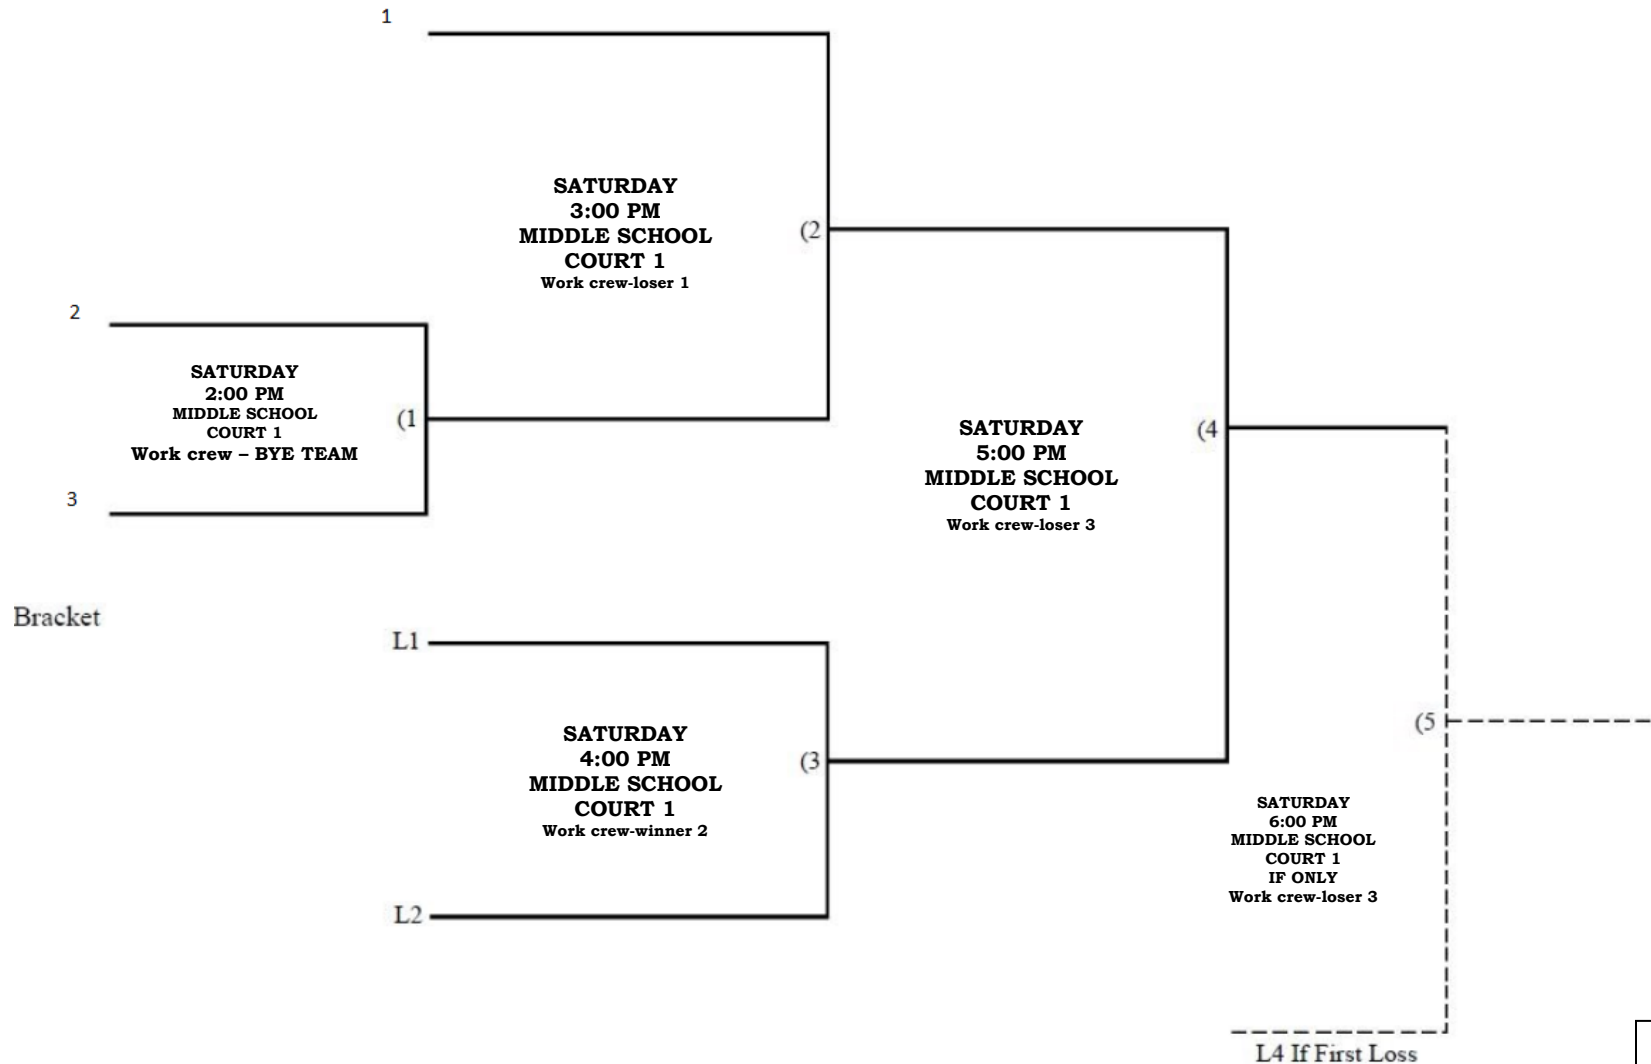 1
SATURDAY
3:00 PM
MIDDLE SCHOOL
COURT 1
Work crew-loser 1
(2
2
SATURDAY
2:00 PM
MIDDLE SCHOOL
COURT 1
Work crew – BYE TEAM
(1
3
SATURDAY
5:00 PM
MIDDLE SCHOOL
COURT 1
Work crew-loser 3
(4
Bracket
L1
SATURDAY
4:00 PM
MIDDLE SCHOOL
COURT 1
Work crew-winner 2
(3
L2
(5
SATURDAY
6:00 PM
MIDDLE SCHOOL
COURT 1
IF ONLY
Work crew-loser 3
L4 If First Loss